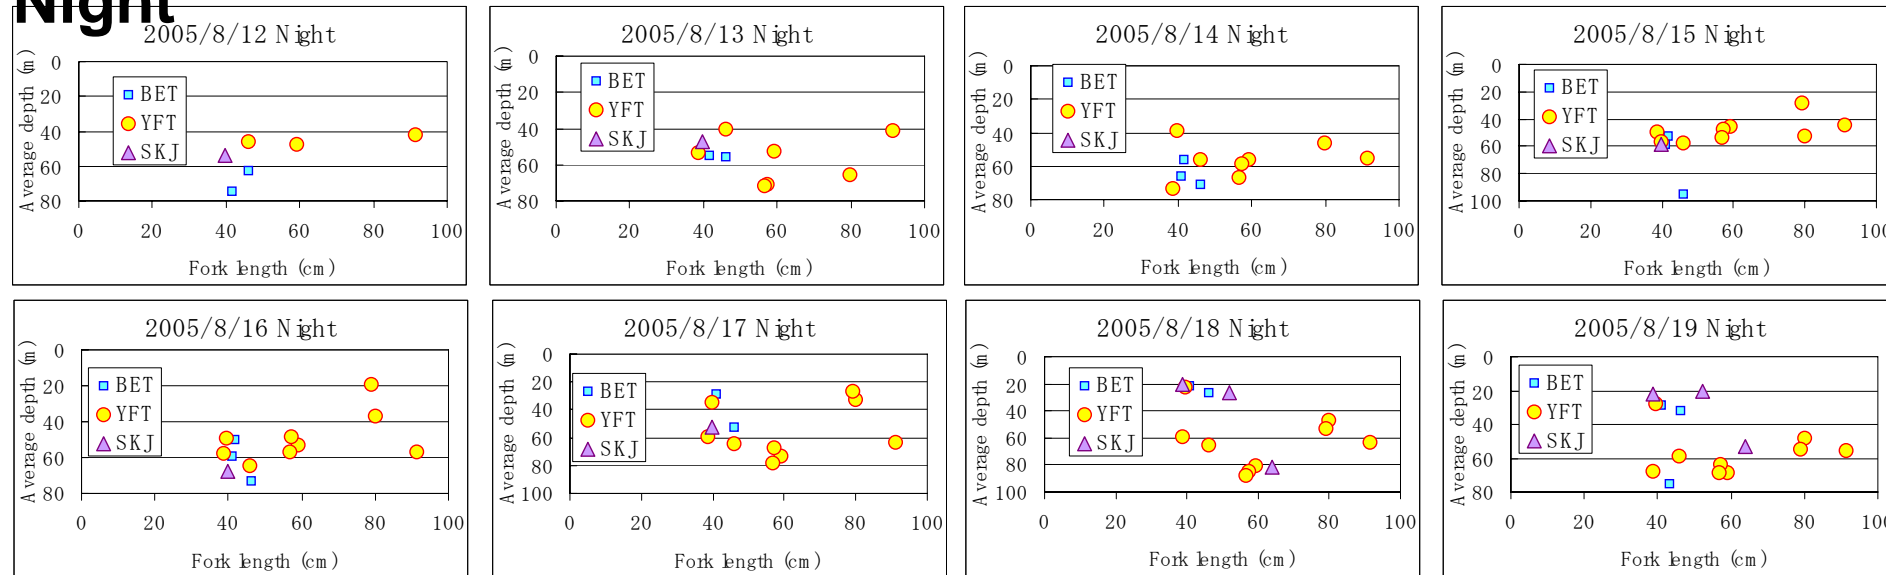 Night
2005/8/12 Night
Average depth (m)
0
20
40
60
80
BET
YFT
SKJ
0 20 40 60 80 100
Fork length (cm)
2005/8/13 Night
Average depth (m)
0
20
40
60
80
BET
YFT
SKJ
0 20 40 60 80 100
Fork length (cm)
2005/8/14 Night
Average depth (m)
0
20
40
60
80
BET
YFT
SKJ
0 20 40 60 80 100
Fork length (cm)
2005/8/15 Night
Average depth (m)
0
20
40
60
80
100
BET
YFT
SKJ
0 20 40 60 80 100
Fork length (cm)
2005/8/16 Night
Average depth (m)
0
20
40
60
80
BET
YFT
SKJ
0 20 40 60 80 100
Fork length (cm)
2005/8/17 Night
Average depth (m)
0
20
40
60
80
100
BET
YFT
SKJ
0 20 40 60 80 100
Fork length (cm)
2005/8/18 Night
Average depth (m)
0
20
40
60
80
100
BET
YFT
SKJ
0 20 40 60 80 100
Fork length (cm)
2005/8/19 Night
Average depth (m)
0
20
40
60
80
BET
YFT
SKJ
0 20 40 60 80 100
Fork length (cm)